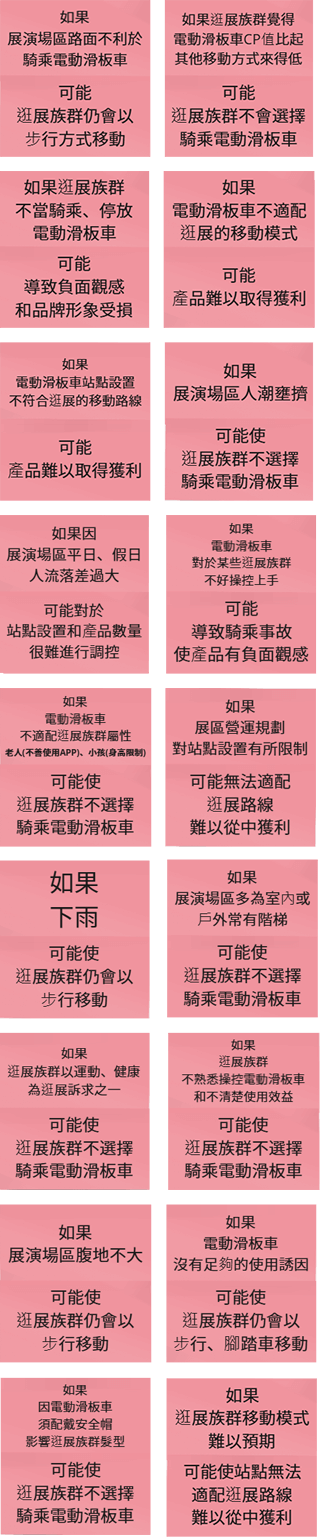 如果
展演場區路面不利於
騎乘電動滑板車
可能
逛展族群仍會以
步行方式移動
如果逛展族群覺得
電動滑板車CP值比起
其他移動方式來得低
可能
逛展族群不會選擇
騎乘電動滑板車
如果逛展族群
不當騎乘、停放
電動滑板車
可能
導致負面觀感
和品牌形象受損
如果
電動滑板車不適配
逛展的移動模式
可能
產品難以取得獲利
如果
電動滑板車站點設置
不符合逛展的移動路線
可能
產品難以取得獲利
如果
展演場區人潮壅擠
可能使
逛展族群不選擇
騎乘電動滑板車
如果因
展演場區平日、假日
人流落差過大
可能對於
站點設置和產品數量
很難進行調控
如果
電動滑板車
對於某些逛展族群
不好操控上手
可能
導致騎乘事故
使產品有負面觀感
如果
電動滑板車
不適配逛展族群屬性
老人(不善使用APP)、小孩(身高限制)
可能使
逛展族群不選擇
騎乘電動滑板車
如果
展區營運規劃
對站點設置有所限制
可能無法適配
逛展路線
難以從中獲利
如果
下雨
可能使
逛展族群仍會以
步行移動
如果
展演場區多為室內或
戶外常有階梯
可能使
逛展族群不選擇
騎乘電動滑板車
如果
逛展族群以運動、健康
為逛展訴求之一
可能使
逛展族群不選擇
騎乘電動滑板車
如果
逛展族群
不熟悉操控電動滑板車
和不清楚使用效益
可能使
逛展族群不選擇
騎乘電動滑板車
如果
展演場區腹地不大
可能使
逛展族群仍會以
步行移動
如果
電動滑板車
沒有足夠的使用誘因
可能使
逛展族群仍會以
步行、腳踏車移動
如果
因電動滑板車
須配戴安全帽
影響逛展族群髮型
可能使
逛展族群不選擇
騎乘電動滑板車
如果
逛展族群移動模式
難以預期
可能使站點無法
適配逛展路線
難以從中獲利